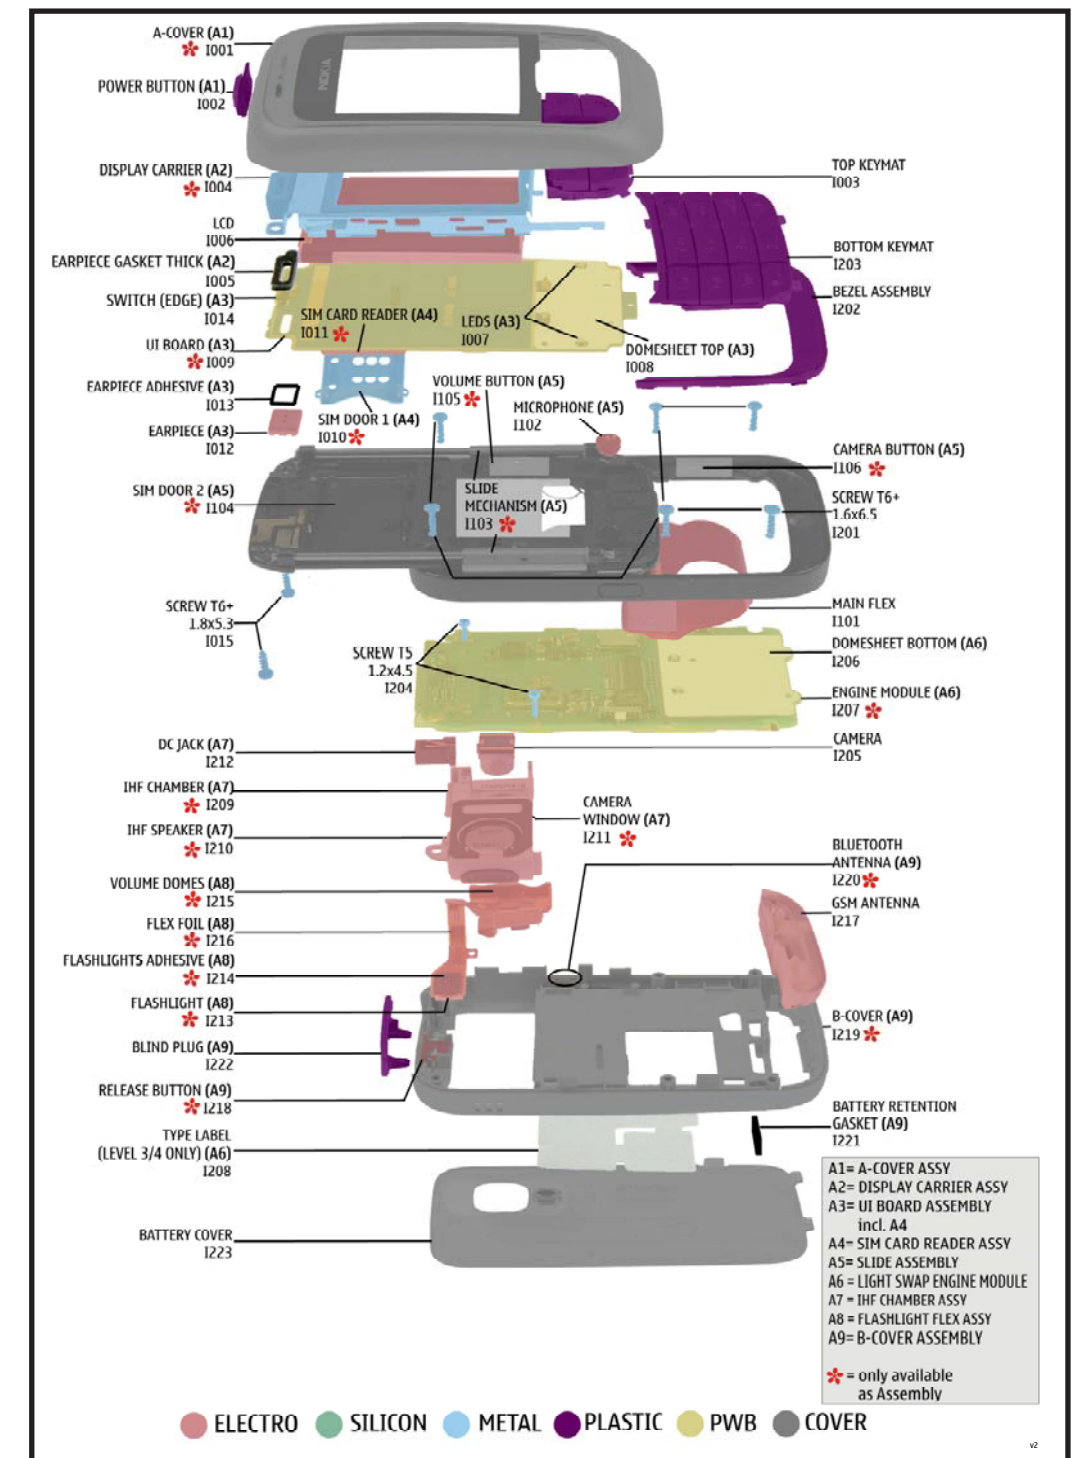 A-COVER (A1)
* I001
NOKIA
POWER BUTTON (A1)
I002
DISPLAY CARRIER (A2)
* I004
TOP KEYMAT
I003
LCD
I006
BOTTOM KEYMAT
I203
EARPIECE GASKET THICK (A2)
I005
BEZEL ASSEMBLY
I202
SWITCH (EDGE) (A3)
I014
SIM CARD READER (A4)
I011 *
LEDS (A3)
I007
UI BOARD (A3)
* I009
DOMESHEET TOP (A3)
I008
EARPIECE ADHESIVE (A3)
I013
VOLUME BUTTON (A5)
I105 *
MICROPHONE (A5)
I102
SIM DOOR 1 (A4)
I010 *
EARPIECE (A3)
I012
CAMERA BUTTON (A5)
I106 *
SIM DOOR 2 (A5)
* I104
SLIDE
MECHANISM (A5)
I103 *
SCREW T6+
1.6x6.5
I201
SCREW T6+
1.8x5.3
I015
MAIN FLEX
I101
SCREW T5
1.2x4.5
I204
DOMESHEET BOTTOM (A6)
I206
ENGINE MODULE (A6)
I207 *
DC JACK (A7)
I212
CAMERA
I205
IHF CHAMBER (A7)
* I209
CAMERA
WINDOW (A7)
I211 *
IHF SPEAKER (A7)
* I210
BLUETOOTH
ANTENNA (A9)
I220 *
VOLUME DOMES (A8)
* I215
GSM ANTENNA
I217
FLEX FOIL (A8)
* I216
FLASHLIGHTS ADHESIVE (A8)
* I214
FLASHLIGHT (A8)
* I213
B-COVER (A9)
I219 *
BLIND PLUG (A9)
I222
RELEASE BUTTON (A9)
* I218
BATTERY RETENTION
GASKET (A9)
I221
TYPE LABEL
(LEVEL 3/4 ONLY) (A6)
I208
BATTERY COVER
I223
A1= A-COVER ASSY
A2= DISPLAY CARRIER ASSY
A3= UI BOARD ASSEMBLY
incl. A4
A4= SIM CARD READER ASSY
A5= SLIDE ASSEMBLY
A6 = LIGHT SWAP ENGINE MODULE
A7 = IHF CHAMBER ASSY
A8 = FLASHLIGHT FLEX ASSY
A9= B-COVER ASSEMBLY
* = only available
as Assembly
ELECTRO SILICON METAL PLASTIC PWB COVER
v2